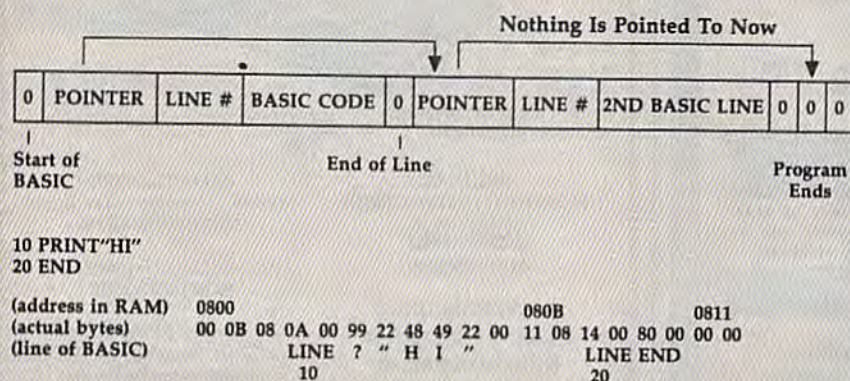 Nothing Is Pointed To Now
0 POINTER LINE # BASIC CODE 0 POINTER LINE # 2ND BASIC LINE 0 0 0
Start of BASIC
End of Line
Program Ends
10 PRINT"HI"
20 END
(address in RAM) 0800 080B 0811
(actual bytes) 00 0B 08 0A 00 99 22 48 49 22 00 11 08 14 00 80 00 00 00
(line of BASIC) LINE ? " H I " LINE END
10 20